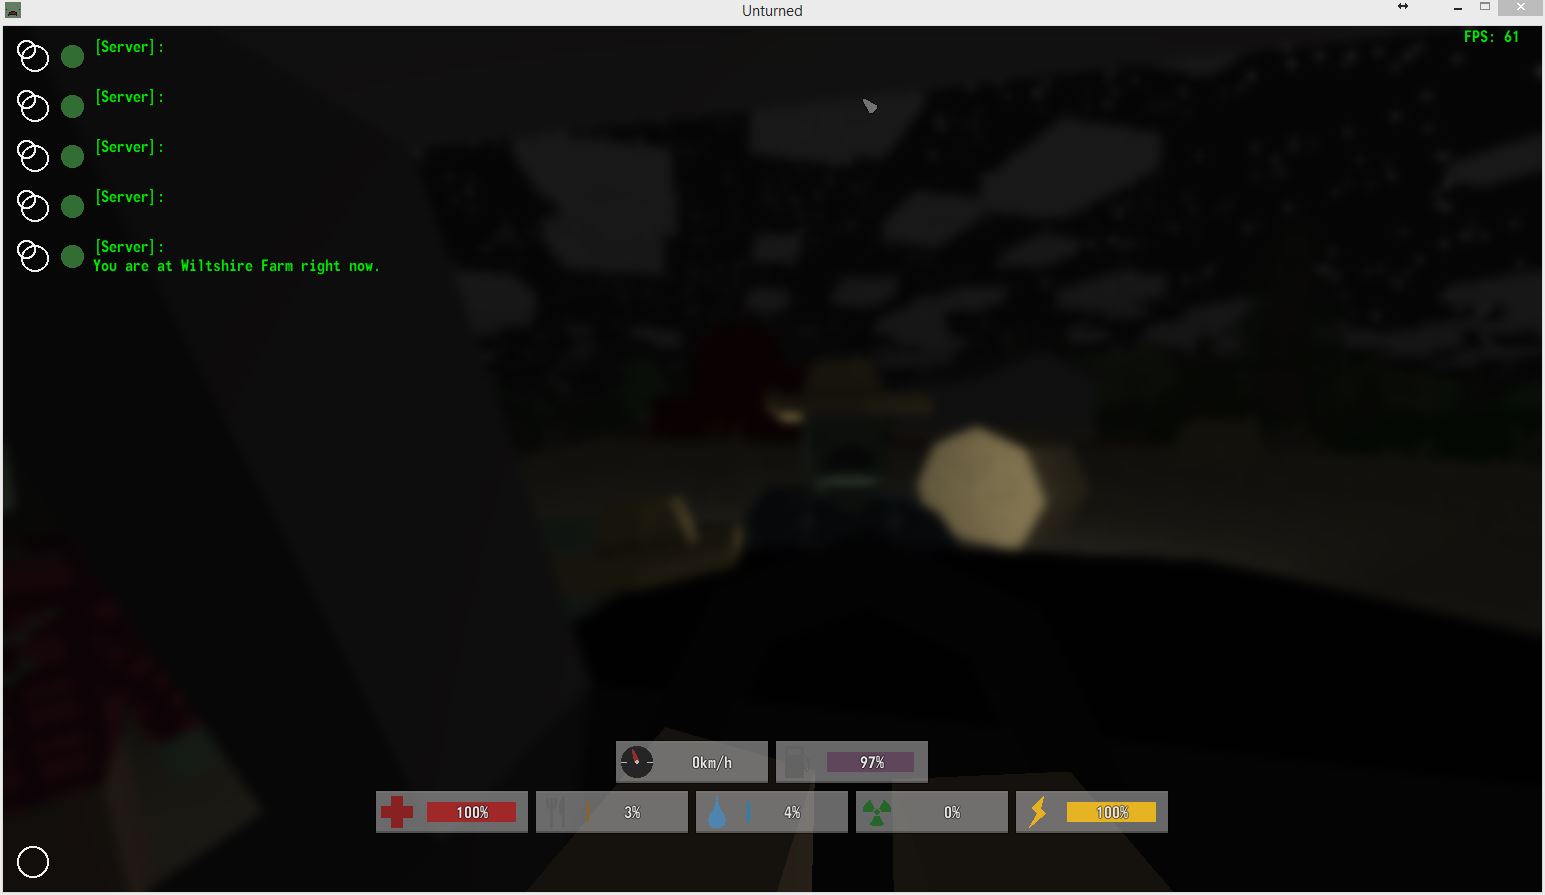 Unturned
FPS: 61
[Server]:
[Server]:
[Server]:
[Server]:
[Server]:
You are at Wiltshire Farm right now.
0km/h
97%
100%
3%
4%
0%
100%